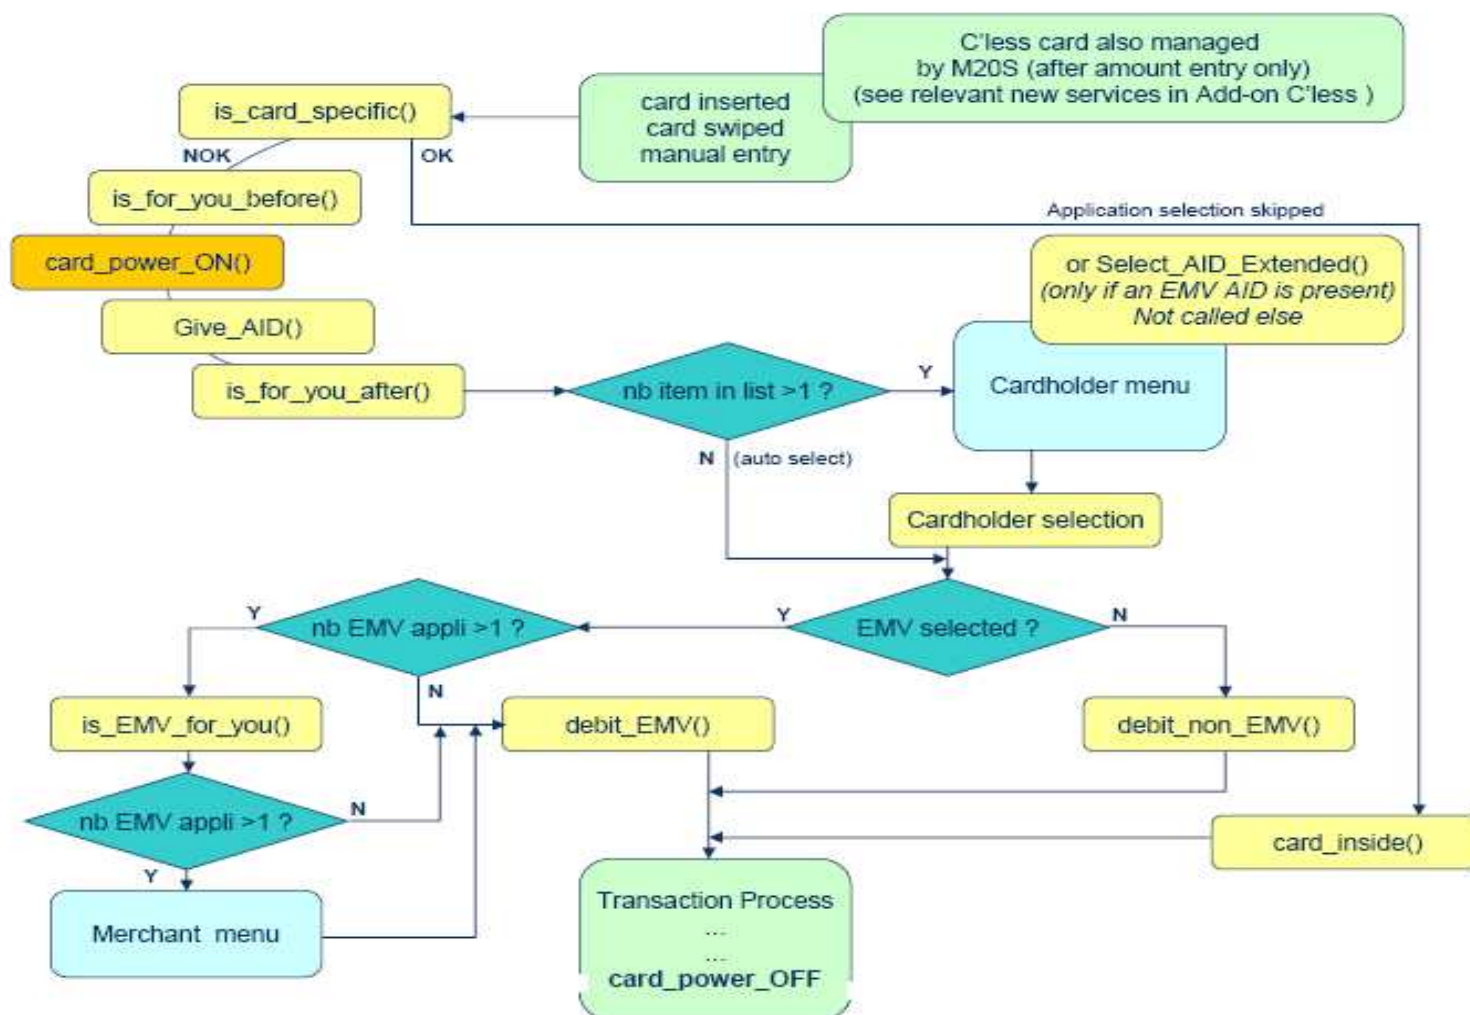 C'less card also managed
by M20S (after amount entry only)
(see relevant new services in Add-on C'less )
card inserted
card swiped
manual entry
is_card_specific()
NOK
OK
is_for_you_before()
Application selection skipped
card_power_ON()
or Select_AID_Extended()
(only if an EMV AID is present)
Not called else
Give_AID()
is_for_you_after()
nb item in list >1 ?
Y
Cardholder menu
N (auto select)
Cardholder selection
Y
nb EMV appli >1 ?
Y
EMV selected ?
N
N
is_EMV_for_you()
debit_EMV()
debit_non_EMV()
nb EMV appli >1 ?
N
card_inside()
Y
Merchant menu
Transaction Process
...
...
card_power_OFF